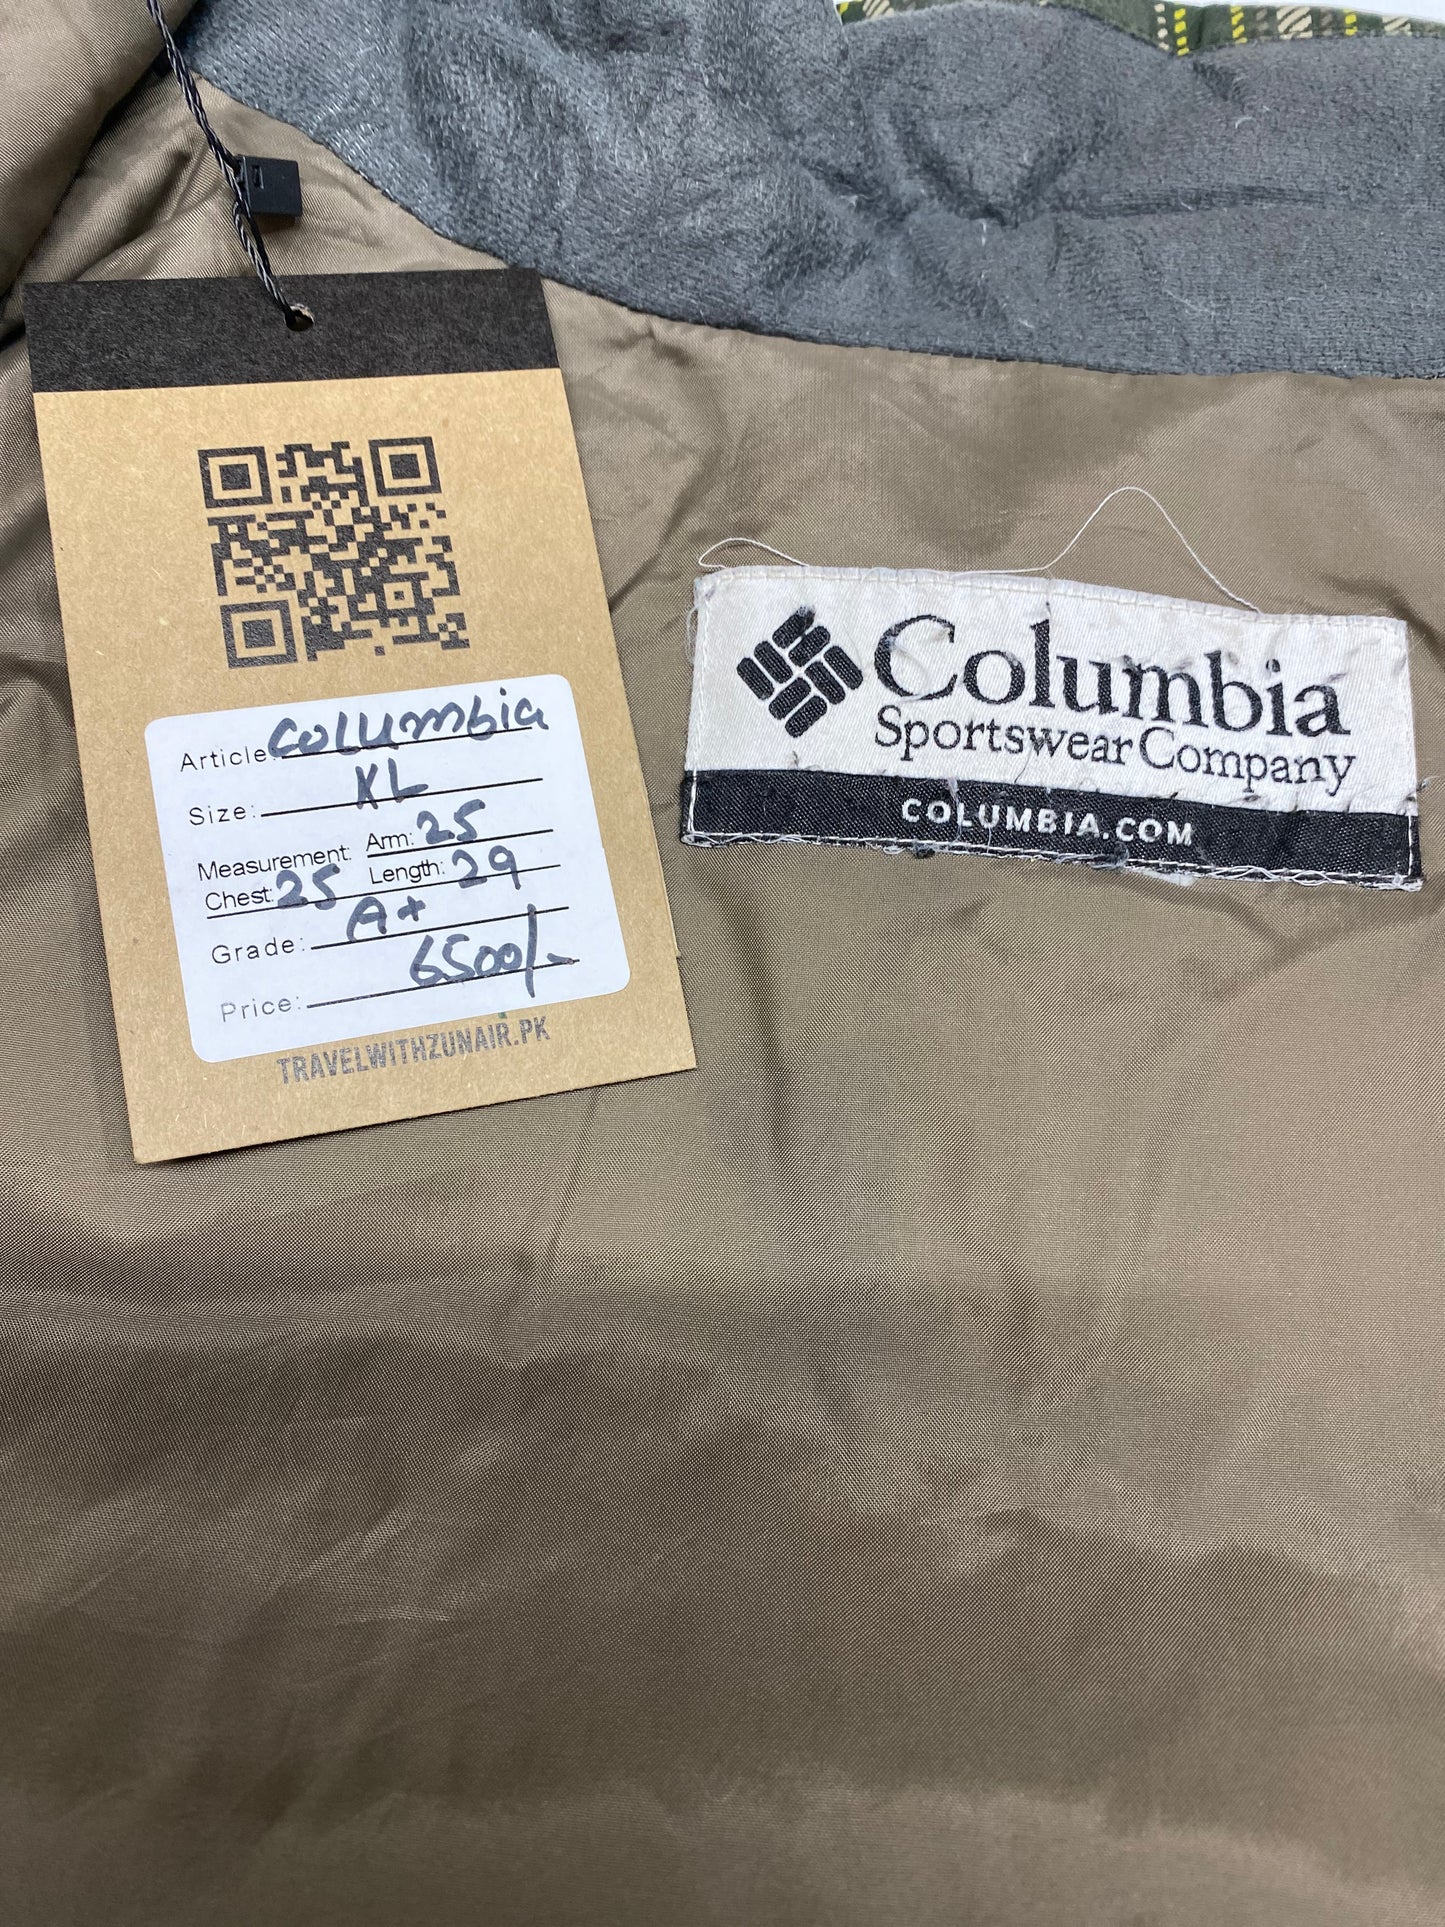 Article: Columbia
Size: XL
Measurement: Arm: 25
Chest: 25 Length: 29
Grade: A+
Price: 6500/-
TRAVELWITHZUNAIR.PK
Columbia
Sportswear Company
COLUMBIA.COM